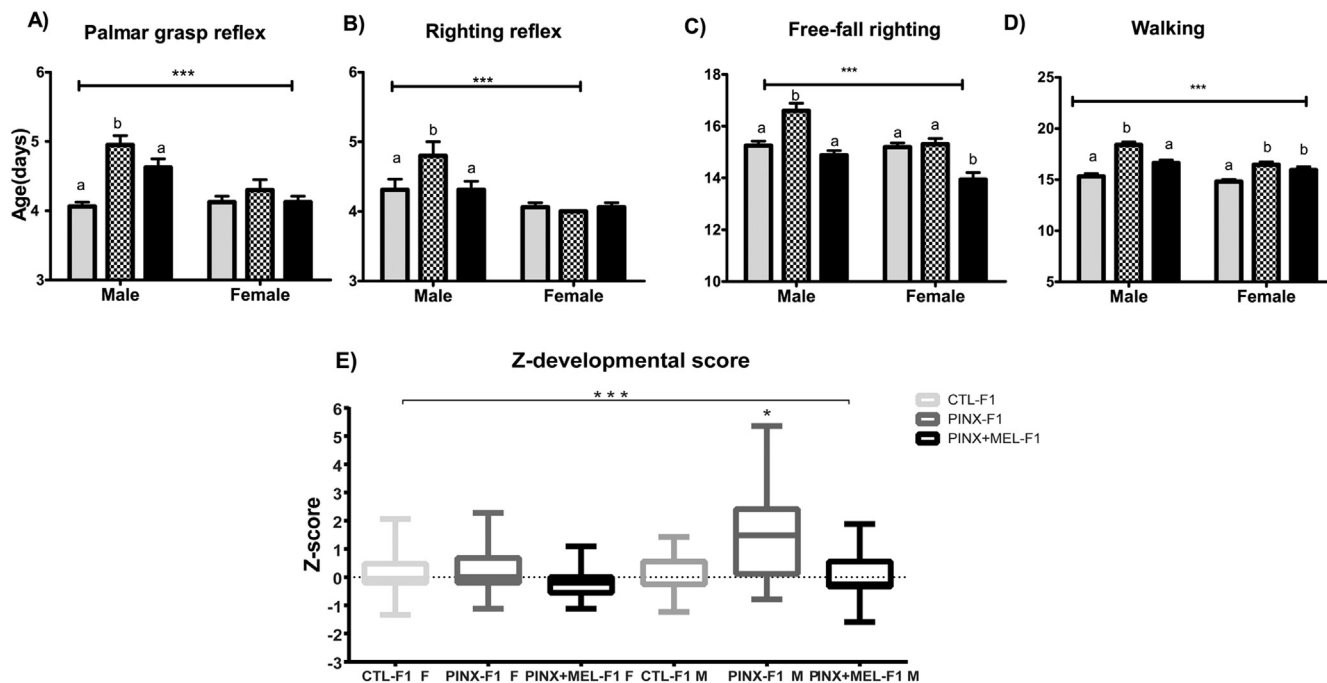 A)
Palmar grasp reflex
Age(days)
6
5
4
3
***
a
b
a
Male
Female
B)
Righting reflex
6
5
4
3
***
a
b
a
Male
Female
C)
Free-fall righting
18
16
14
12
10
***
a
b
a
a
a
b
Male
Female
D)
Walking
25
20
15
10
5
***
a
b
a
a
b
b
Male
Female
E)
Z-developmental score
Z-score
6
5
4
3
2
1
0
-1
-2
-3
***
*
CTL-F1 F
PINX-F1 F
PINX+MEL-F1 F
CTL-F1 M
PINX-F1 M
PINX+MEL-F1 M
CTL-F1
PINX-F1
PINX+MEL-F1